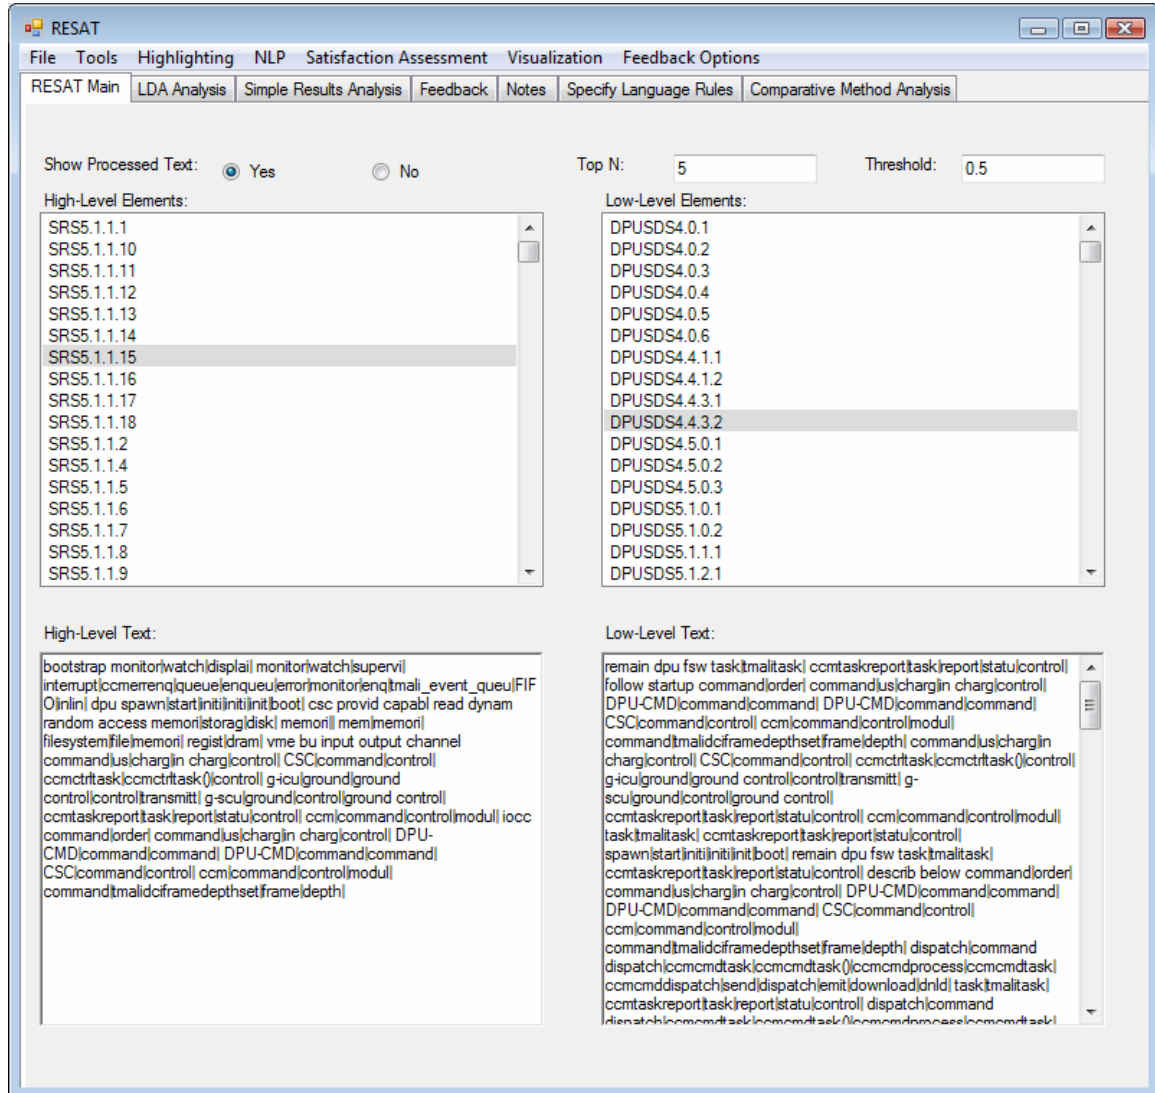 RESAT
File Tools Highlighting NLP Satisfaction Assessment Visualization Feedback Options
RESAT Main LDA Analysis Simple Results Analysis Feedback Notes Specify Language Rules Comparative Method Analysis
Show Processed Text: Yes No Top N: 5 Threshold: 0.5
High-Level Elements:
SRS5.1.1.1
SRS5.1.1.10
SRS5.1.1.11
SRS5.1.1.12
SRS5.1.1.13
SRS5.1.1.14
SRS5.1.1.15
SRS5.1.1.16
SRS5.1.1.17
SRS5.1.1.18
SRS5.1.1.2
SRS5.1.1.4
SRS5.1.1.5
SRS5.1.1.6
SRS5.1.1.7
SRS5.1.1.8
SRS5.1.1.9
Low-Level Elements:
DPUSDS4.0.1
DPUSDS4.0.2
DPUSDS4.0.3
DPUSDS4.0.4
DPUSDS4.0.5
DPUSDS4.0.6
DPUSDS4.4.1.1
DPUSDS4.4.1.2
DPUSDS4.4.3.1
DPUSDS4.4.3.2
DPUSDS4.5.0.1
DPUSDS4.5.0.2
DPUSDS4.5.0.3
DPUSDS5.1.0.1
DPUSDS5.1.0.2
DPUSDS5.1.1.1
DPUSDS5.1.2.1
High-Level Text:
bootstrap monitor|watch|displai| monitor|watch|supervi|
interrupt|ccmerrenq|queue|enqueu|error|monitor|enq|tmali_event_queu|FIF
O|inlin| dpu spawn|start|initi|initi|init|boot| csc provid capabl read dynam
random access memori|storag|disk| memori|| mem|memori|
filesystem|file|memori| regist|dram| vme bu input output channel
command|us|charg|in charg|control| CSC|command|control|
ccmctrltask|ccmctrltask()|control| g-icu|ground|ground
control|control|transmitt| g-scu|ground|control|ground control|
ccmtaskreport|task|report|statu|control| ccm|command|control|modul| iocc
command|order| command|us|charg|in charg|control| DPU-
CMD|command|command| DPU-CMD|command|command|
CSC|command|control| ccm|command|control|modul|
command|tmalidciframedepthset|frame|depth|
Low-Level Text:
remain dpu fsw task|tmalitask| ccmtaskreport|task|report|statu|control|
follow startup command|order| command|us|charg|in charg|control|
DPU-CMD|command|command| DPU-CMD|command|command|
CSC|command|control| ccm|command|control|modul|
command|tmalidciframedepthset|frame|depth| command|us|charg|in
charg|control| CSC|command|control| ccmctrltask|ccmctrltask()|control|
g-icu|ground|ground control|control|transmitt| g-
scu|ground|control|ground control|
ccmtaskreport|task|report|statu|control| ccm|command|control|modul|
task|tmalitask| ccmtaskreport|task|report|statu|control|
spawn|start|initi|initi|init|boot| remain dpu fsw task|tmalitask|
ccmtaskreport|task|report|statu|control| describ below command|order|
command|us|charg|in charg|control| DPU-CMD|command|command|
DPU-CMD|command|command| CSC|command|control|
ccm|command|control|modul|
command|tmalidciframedepthset|frame|depth| dispatch|command
dispatch|ccmcmdtask|ccmcmdtask()|ccmcmdprocess|ccmcmdtask|
ccmcmddispatch|send|dispatch|emit|download|dnld| task|tmalitask|
ccmtaskreport|task|report|statu|control| dispatch|command
dispatch|ccmcmdtask|ccmcmdtask()|ccmcmdprocess|ccmcmdtask|